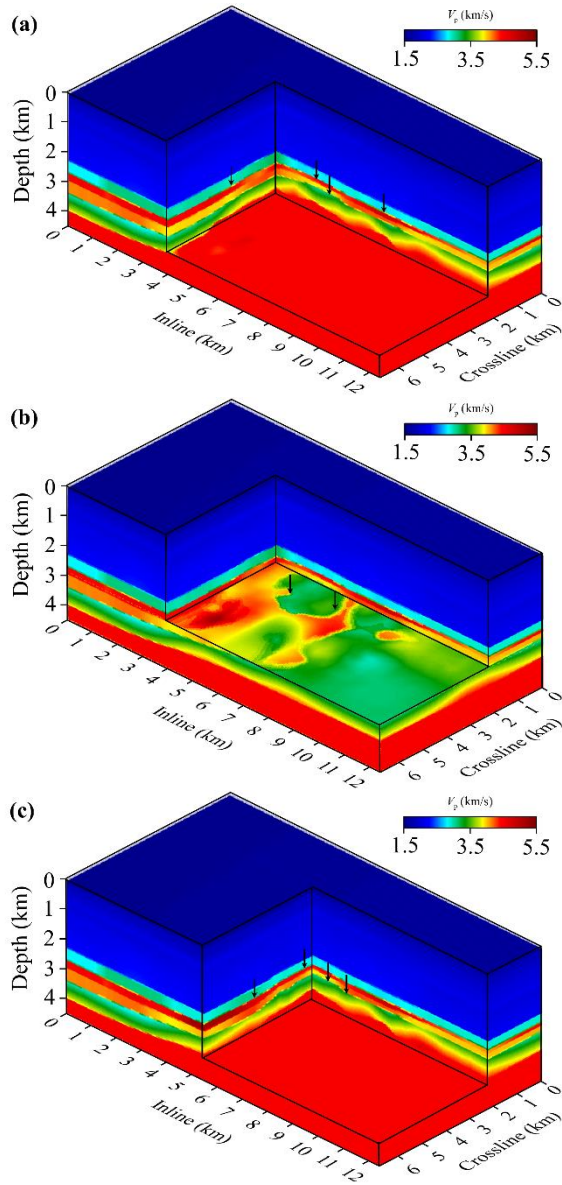 (a)
Vp (km/s)
1.5 3.5 5.5
Depth (km)
0
1
2
3
4
0 1 2 3 4 5 6 7 8 9 10 11 12
Inline (km)
6 5 4 3 2 1 0
Crossline (km)
(b)
Vp (km/s)
1.5 3.5 5.5
Depth (km)
0
1
2
3
4
0 1 2 3 4 5 6 7 8 9 10 11 12
Inline (km)
6 5 4 3 2 1 0
Crossline (km)
(c)
Vp (km/s)
1.5 3.5 5.5
Depth (km)
0
1
2
3
4
0 1 2 3 4 5 6 7 8 9 10 11 12
Inline (km)
6 5 4 3 2 1 0
Crossline (km)